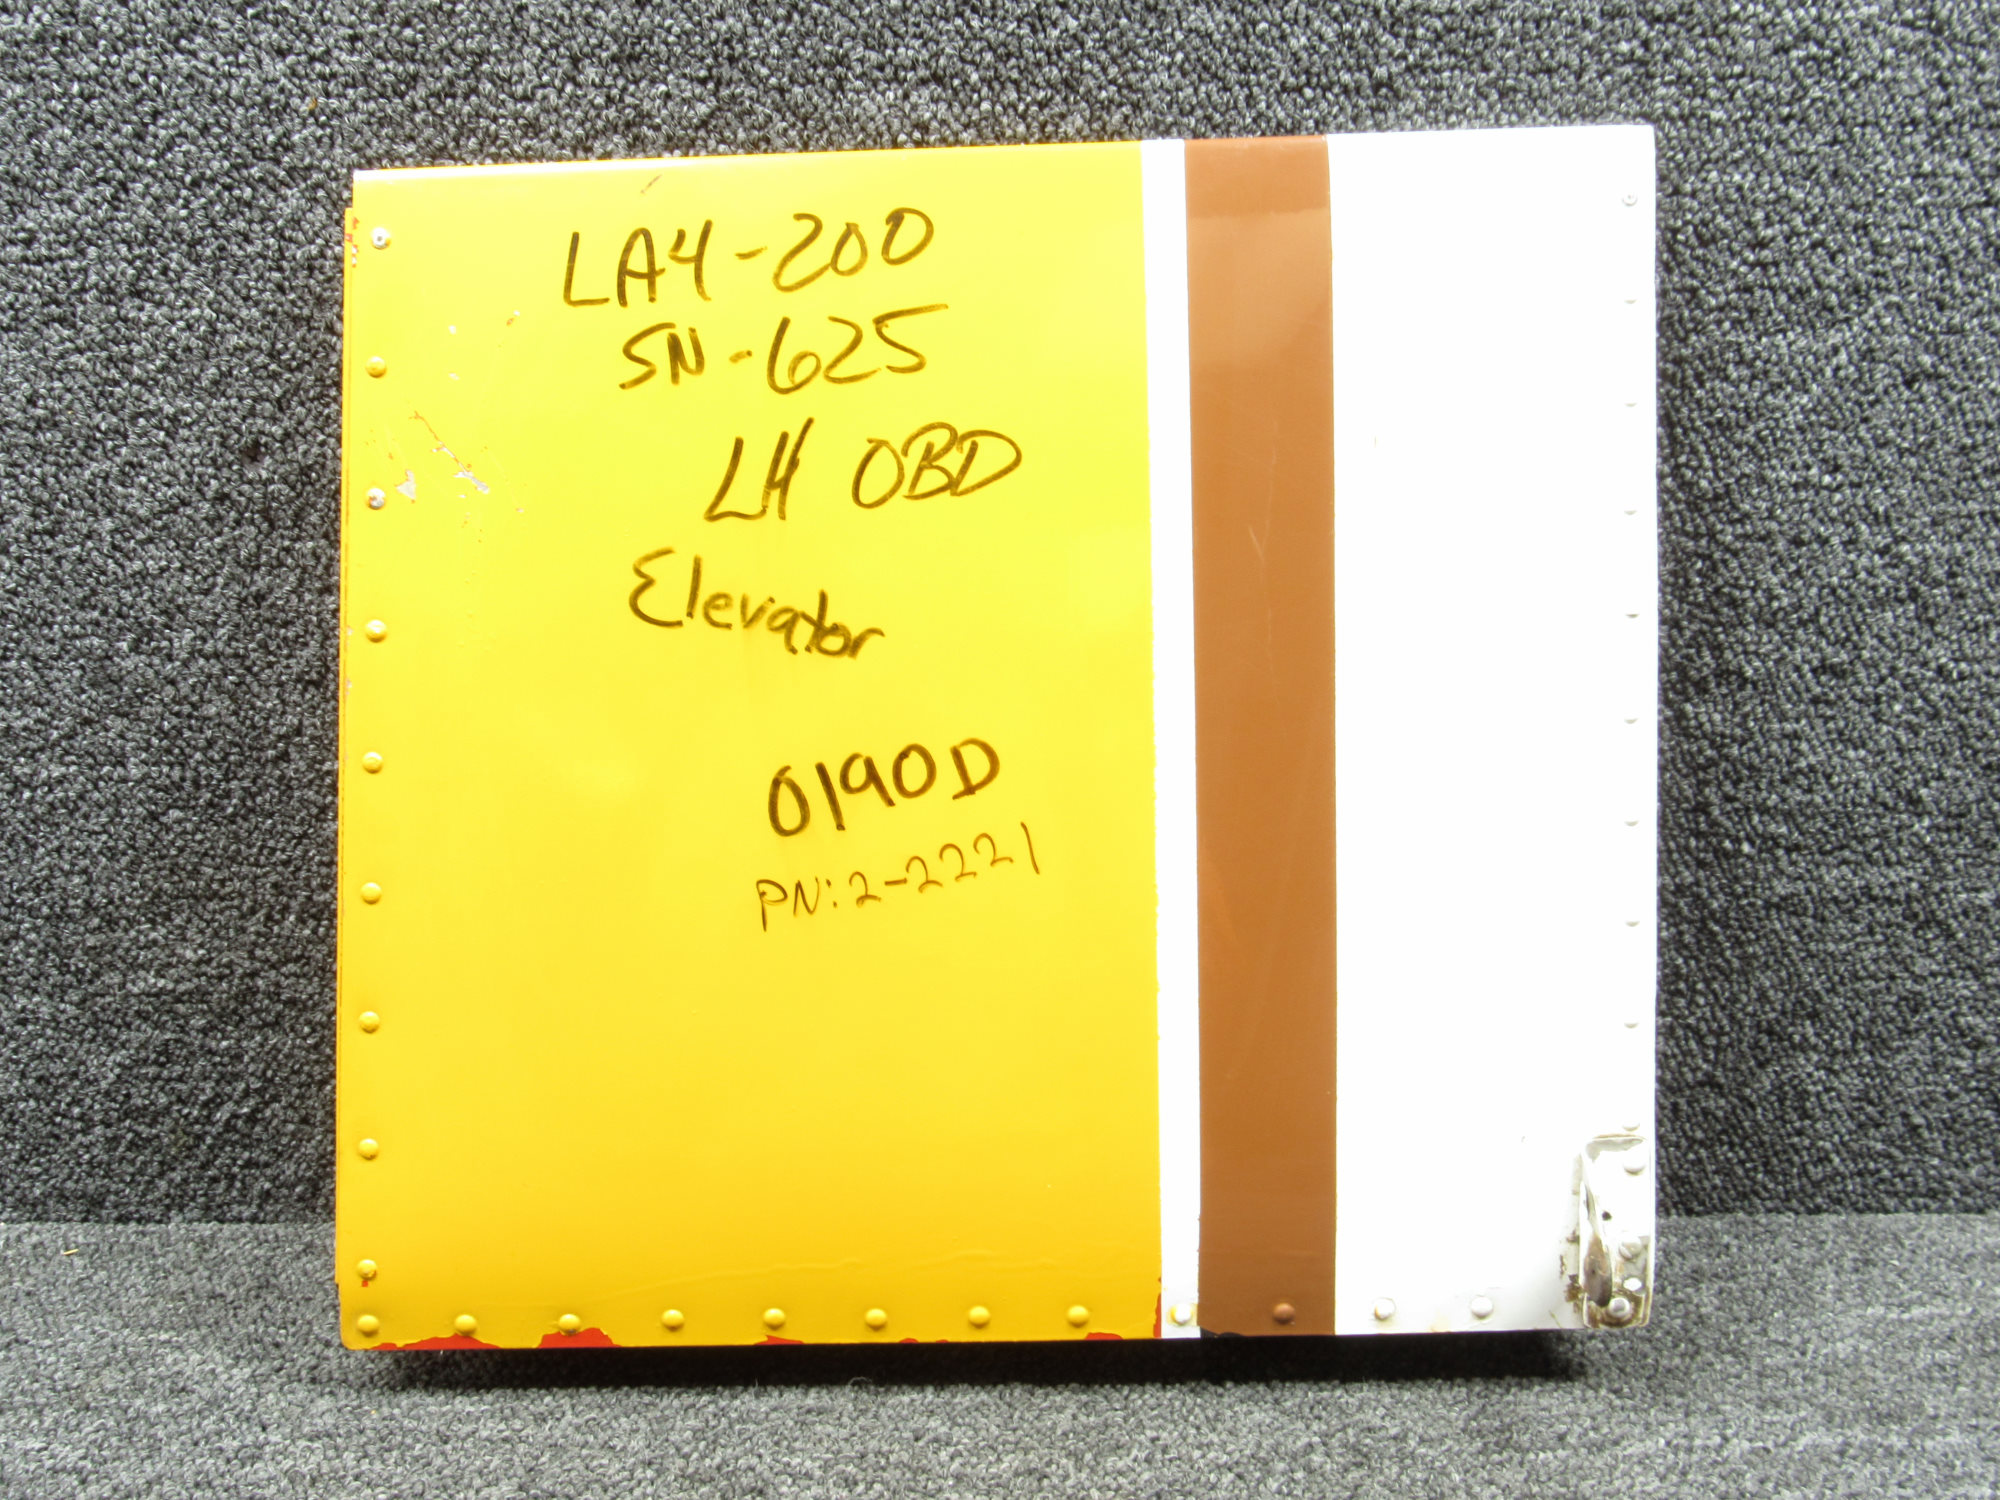 LA4-200
SN-625
LH OBD
Elevator
0190D
PN:2-2221